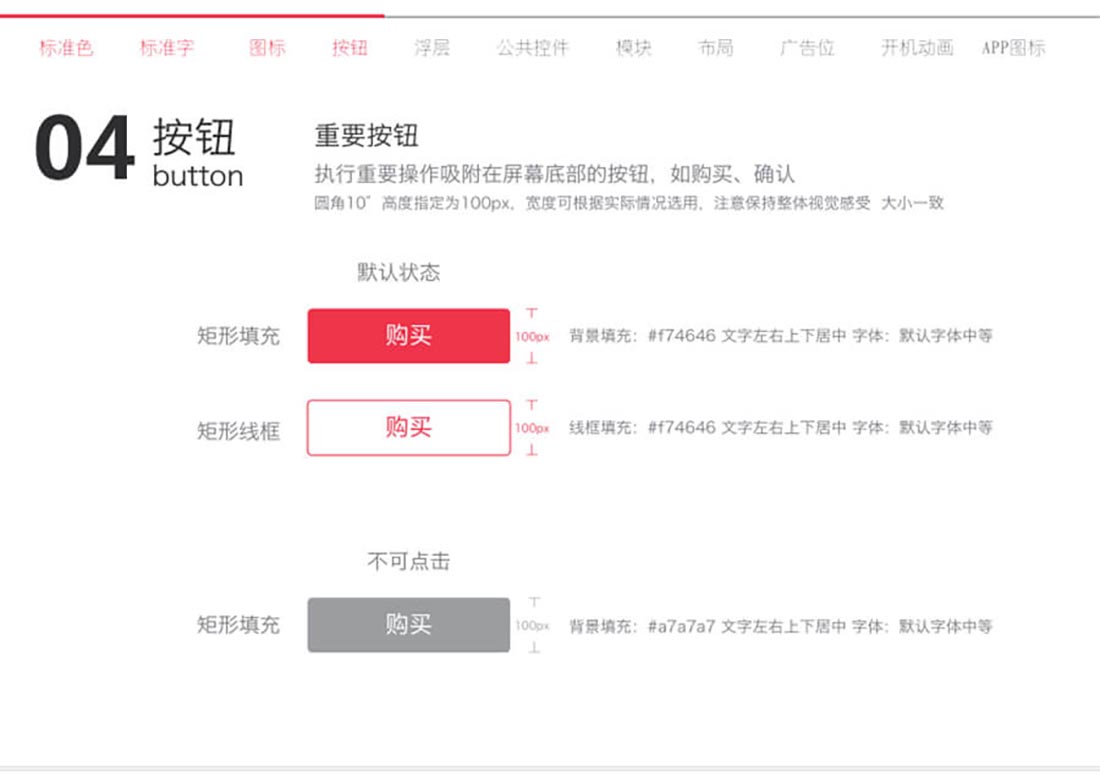 标准色 标准字 图标 按钮 浮层 公共控件 模块 布局 广告位 开机动画 APP图标
04 按钮
button
重要按钮
执行重要操作吸附在屏幕底部的按钮，如购买、确认
圆角10″ 高度指定为100px，宽度可根据实际情况选用，注意保持整体视觉感受 大小一致
默认状态
矩形填充 购买 100px 背景填充：#f74646 文字左右上下居中 字体：默认字体中等
矩形线框 购买 100px 线框填充：#f74646 文字左右上下居中 字体：默认字体中等
不可点击
矩形填充 购买 100px 背景填充：#a7a7a7 文字左右上下居中 字体：默认字体中等